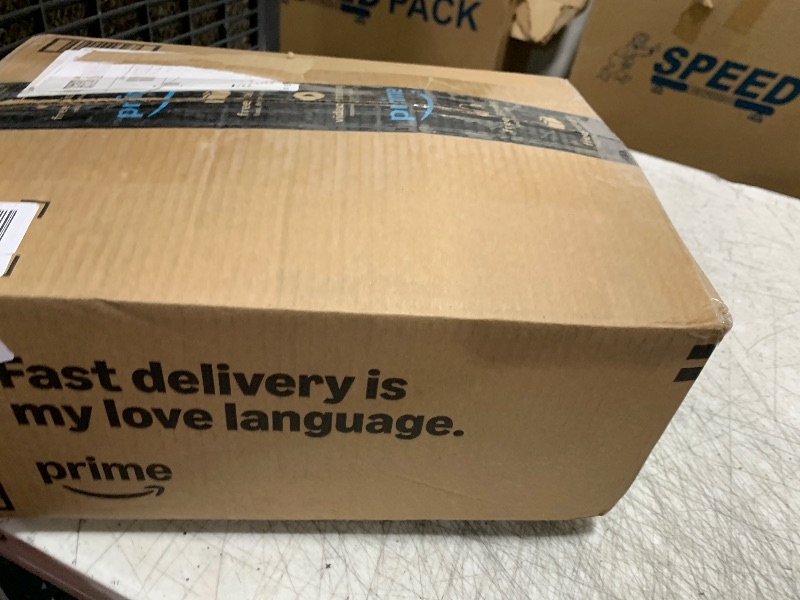 PACK
SPEED
prime
prime
Fast delivery is
my love language.
prime